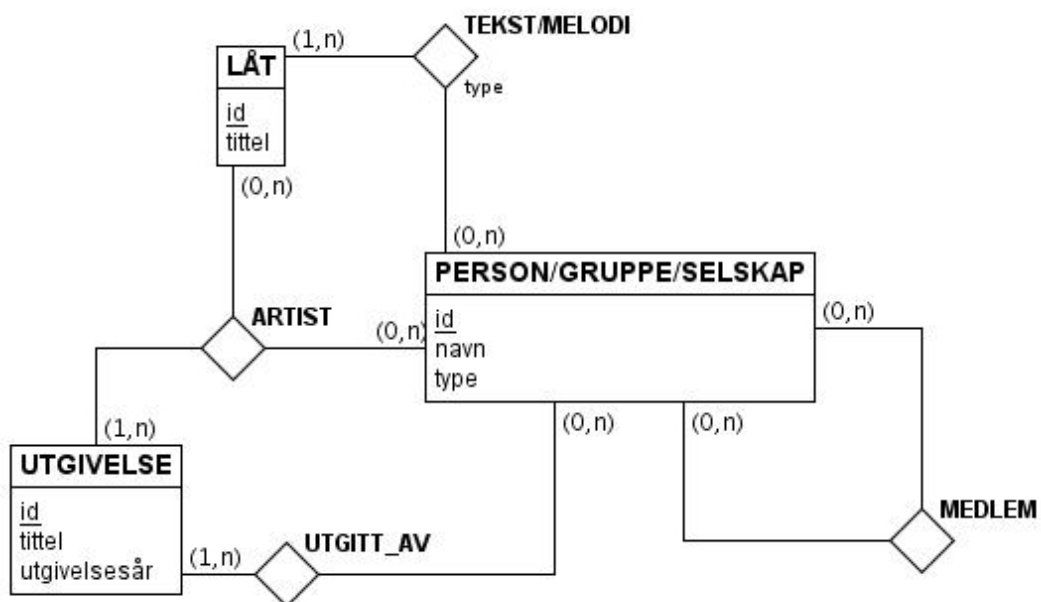 TEKST/MELODI
(1,n)
LÅT
type
id
tittel
(0,n)
(0,n)
PERSON/GRUPPE/SELSKAP
ARTIST
(0,n)
id
navn
type
(0,n)
(1,n)
(0,n)
(0,n)
UTGIVELSE
id
tittel
utgivelsesår
(1,n)
UTGITT_AV
MEDLEM